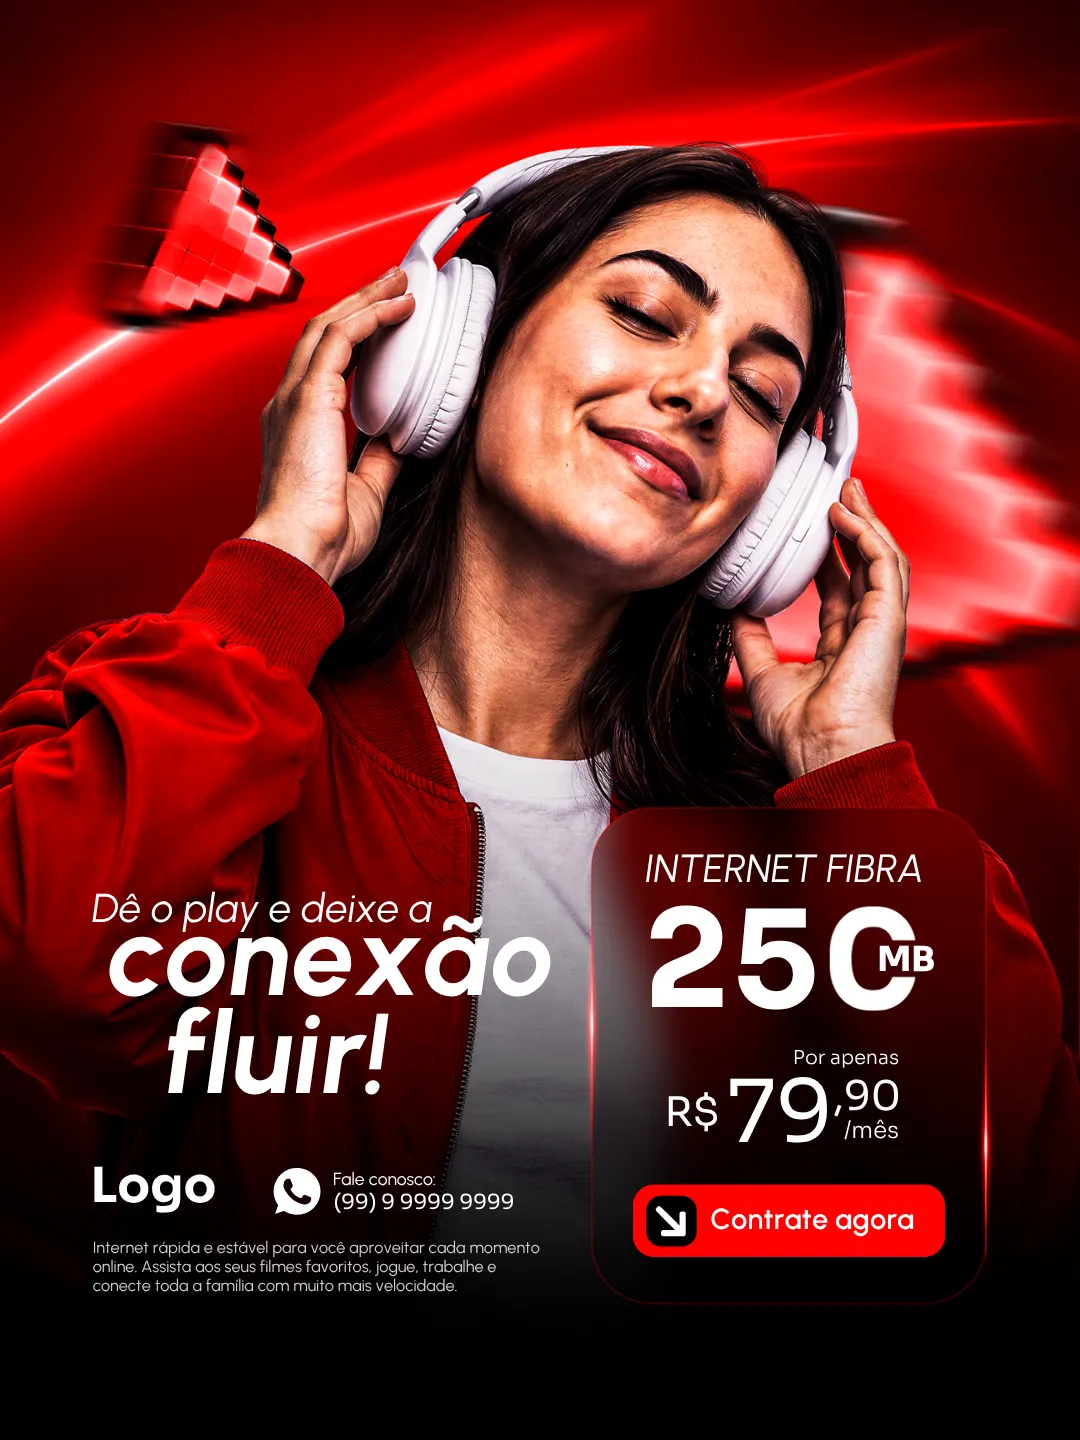 Dê o play e deixe a
conexão
fluir!
INTERNET FIBRA
250 MB
Por apenas
R$ 79,90
/mês
Contrate agora
Logo
Fale conosco:
(99) 9 9999 9999
Internet rápida e estável para você aproveitar cada momento
online. Assista aos seus filmes favoritos, jogue, trabalhe e
conecte toda a família com muito mais velocidade.